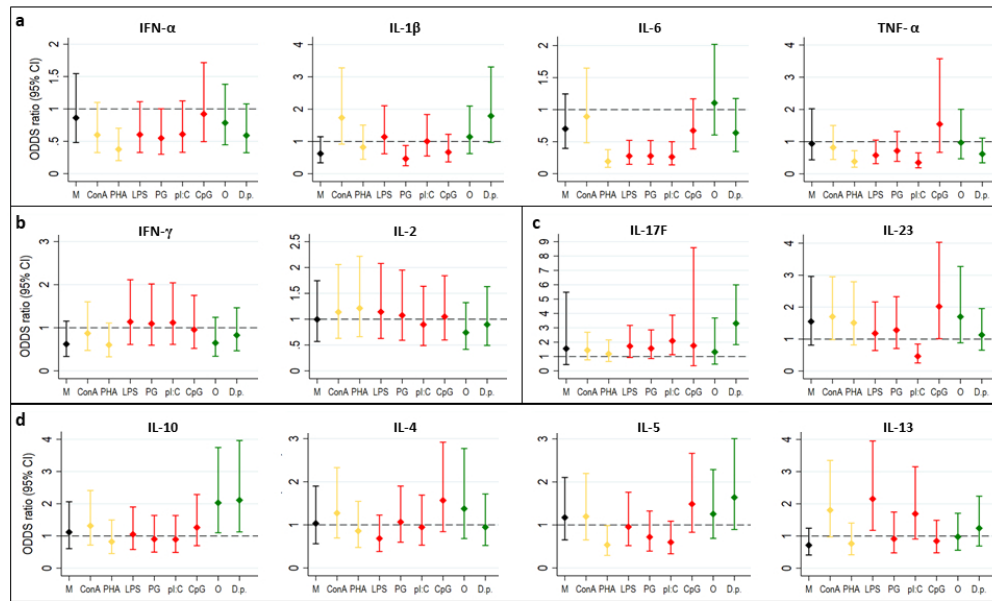 a
IFN-α
IL-1β
IL-6
TNF- α
ODDS ratio (95% CI)
2
1.5
1
.5
0
4
3
2
1
0
2
1.5
1
.5
0
4
3
2
1
0
M ConA PHA LPS PG pI:C CpG O D.p.
M ConA PHA LPS PG pI:C CpG O D.p.
M ConA PHA LPS PG pI:C CpG O D.p.
M ConA PHA LPS PG pI:C CpG O D.p.
b
IFN-γ
IL-2
c
IL-17F
IL-23
3
2
1
0
2.5
2
1.5
1
.5
0
9
8
7
6
5
4
3
2
1
0
4
3
2
1
0
M ConA PHA LPS PG pI:C CpG O D.p.
M ConA PHA LPS PG pI:C CpG O D.p.
M ConA PHA LPS PG pI:C CpG O D.p.
M ConA PHA LPS PG pI:C CpG O D.p.
d
IL-10
IL-4
IL-5
IL-13
ODDS ratio (95% CI)
4
3
2
1
0
3
2
1
0
3
2
1
0
4
3
2
1
0
M ConA PHA LPS PG pI:C CpG O D.p.
M ConA PHA LPS PG pI:C CpG O D.p.
M ConA PHA LPS PG pI:C CpG O D.p.
M ConA PHA LPS PG pI:C CpG O D.p.